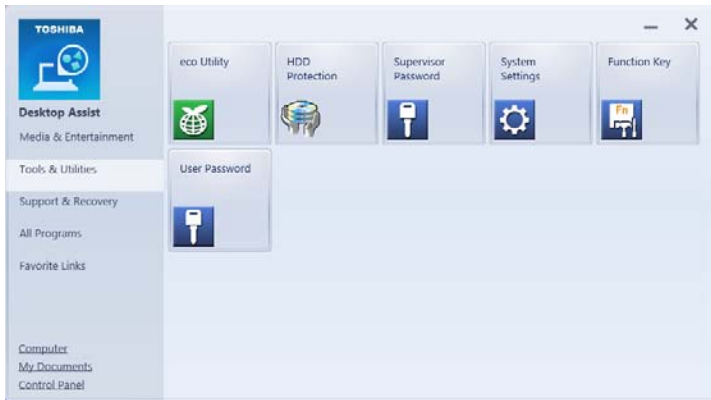 TOSHIBA
Desktop Assist
Media & Entertainment
Tools & Utilities
Support & Recovery
All Programs
Favorite Links
Computer
My Documents
Control Panel
eco Utility
HDD
Protection
Supervisor
Password
System
Settings
Function Key
Fn
User Password